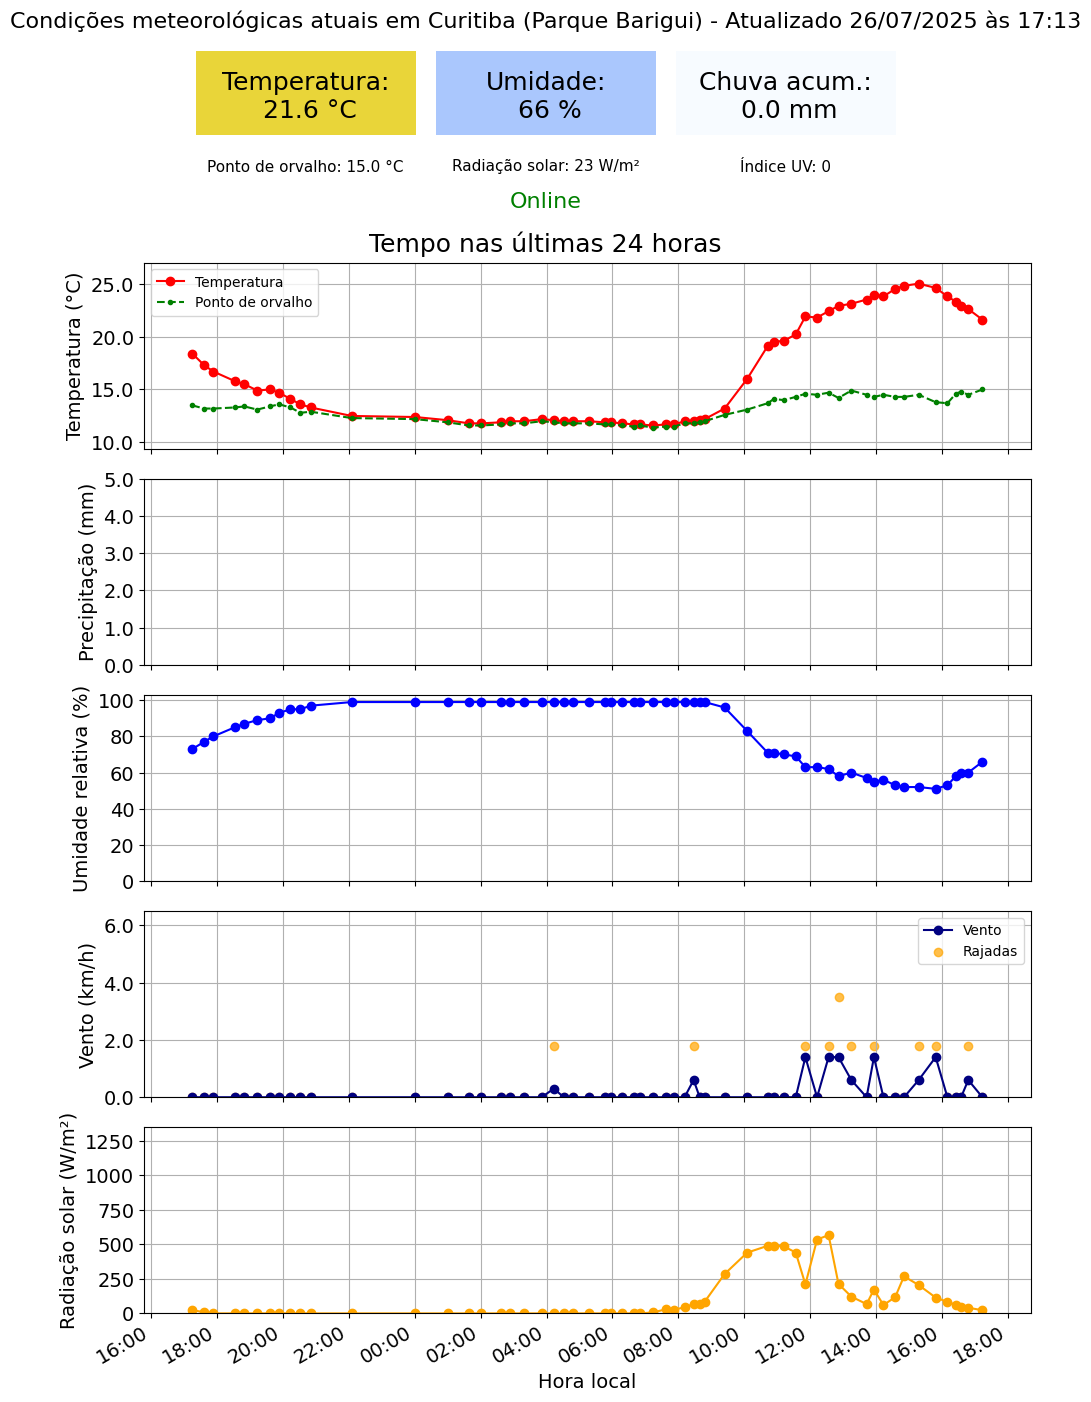 Condições meteorológicas atuais em Curitiba (Parque Barigui) - Atualizado 26/07/2025 às 17:13
Temperatura:
21.6 °C
Umidade:
66 %
Chuva acum.:
0.0 mm
Ponto de orvalho: 15.0 °C
Radiação solar: 23 W/m²
Índice UV: 0
Online
Tempo nas últimas 24 horas
Temperatura (°C)
25.0
20.0
15.0
10.0
Temperatura
Ponto de orvalho
Precipitação (mm)
5.0
4.0
3.0
2.0
1.0
0.0
Umidade relativa (%)
100
80
60
40
20
0
Vento (km/h)
6.0
4.0
2.0
0.0
Vento
Rajadas
Radiação solar (W/m²)
1250
1000
750
500
250
0
16:00
18:00
20:00
22:00
00:00
02:00
04:00
06:00
08:00
10:00
12:00
14:00
16:00
18:00
Hora local